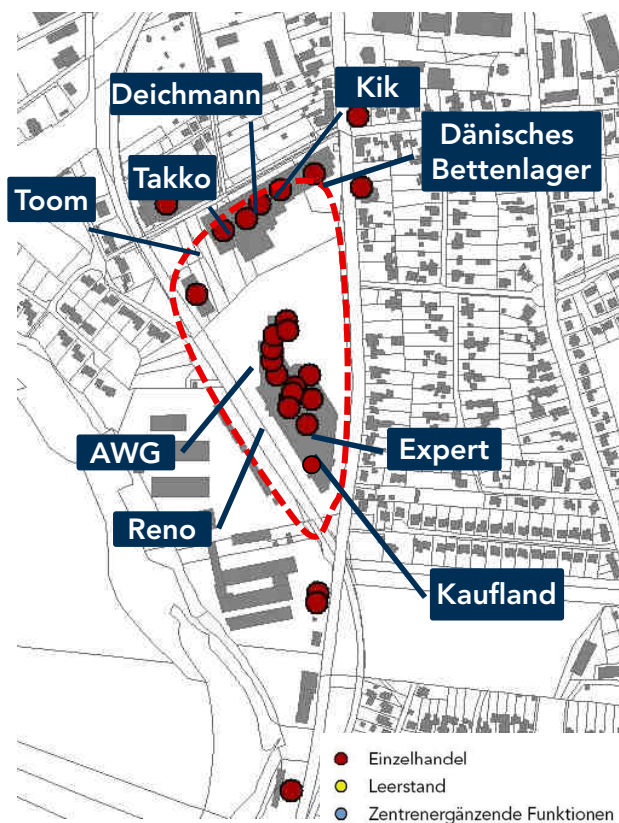 Kik
Deichmann
Dänisches
Bettenlager
Takko
Toom
AWG
Expert
Reno
Kaufland
Einzelhandel
Leerstand
Zentrenergänzende Funktionen